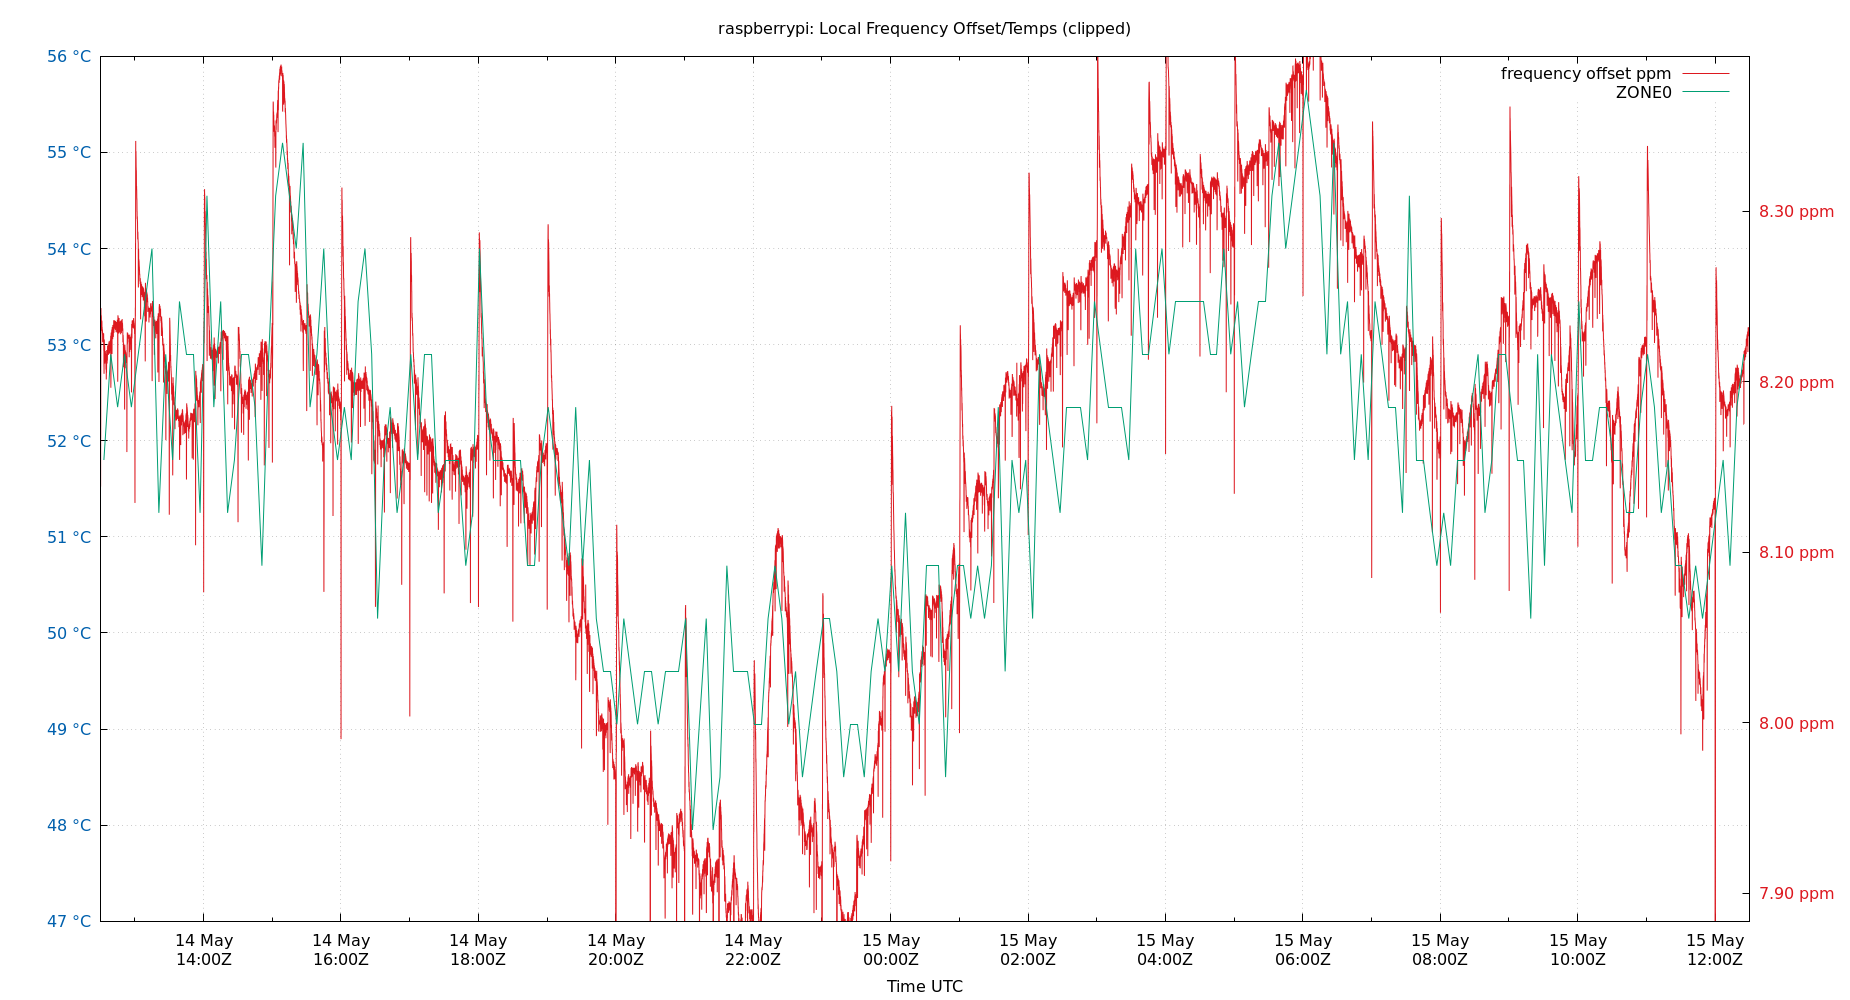 raspberrypi: Local Frequency Offset/Temps (clipped)
56 °C
55 °C
54 °C
53 °C
52 °C
51 °C
50 °C
49 °C
48 °C
47 °C
frequency offset ppm
ZONE0
8.30 ppm
8.20 ppm
8.10 ppm
8.00 ppm
7.90 ppm
14 May 14 May 14 May 14 May 14 May 15 May 15 May 15 May 15 May 15 May 15 May 15 May
14:00Z 16:00Z 18:00Z 20:00Z 22:00Z 00:00Z 02:00Z 04:00Z 06:00Z 08:00Z 10:00Z 12:00Z
Time UTC